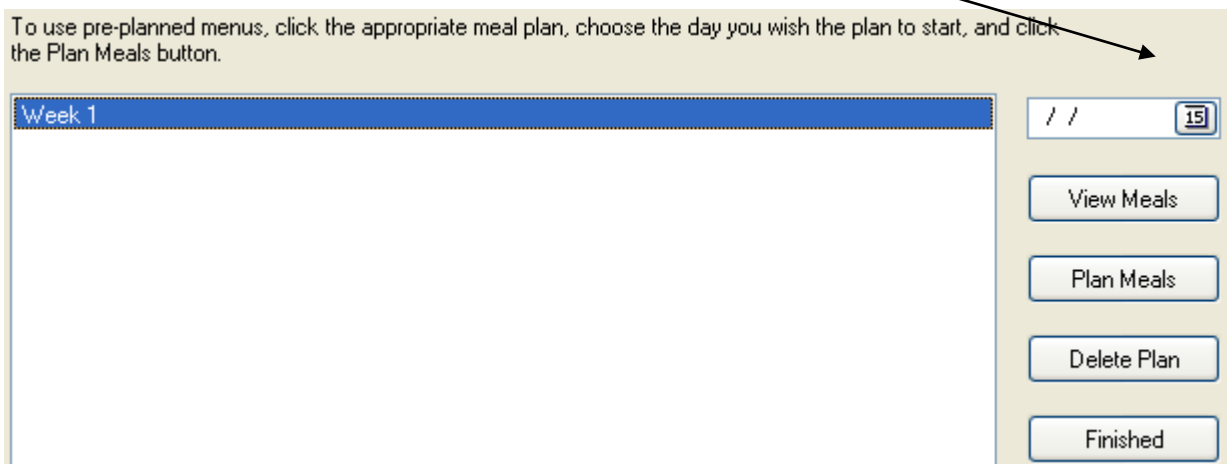 To use pre-planned menus, click the appropriate meal plan, choose the day you wish the plan to start, and click
the Plan Meals button.
Week 1
/ / 15
View Meals
Plan Meals
Delete Plan
Finished